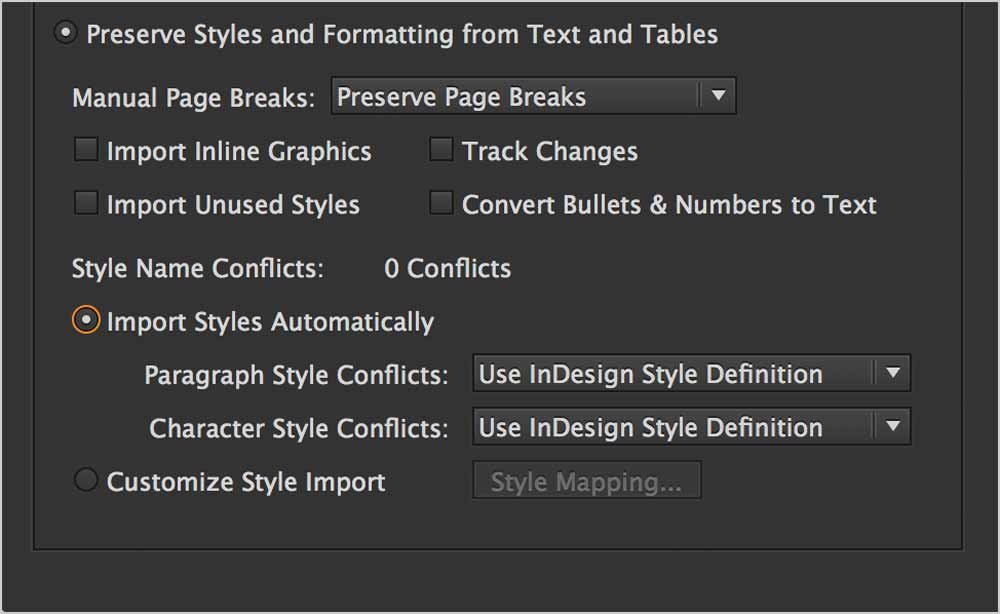 Preserve Styles and Formatting from Text and Tables
Manual Page Breaks: Preserve Page Breaks
Import Inline Graphics Track Changes
Import Unused Styles Convert Bullets & Numbers to Text
Style Name Conflicts: 0 Conflicts
Import Styles Automatically
Paragraph Style Conflicts: Use InDesign Style Definition
Character Style Conflicts: Use InDesign Style Definition
Customize Style Import Style Mapping...